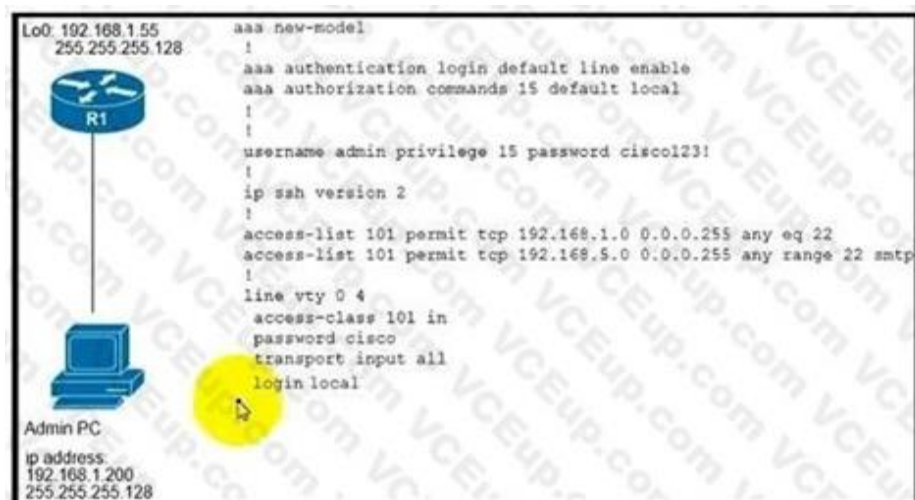 Lo0: 192.168.1.55
255.255.255.128
R1
Admin PC
ip address:
192.168.1.200
255.255.255.128
aaa new-model
!
aaa authentication login default line enable
aaa authorization commands 15 default local
!
!
username admin privilege 15 password cisco123!
!
ip ssh version 2
!
access-list 101 permit tcp 192.168.1.0 0.0.0.255 any eq 22
access-list 101 permit tcp 192.168.5.0 0.0.0.255 any range 22 smtp
!
line vty 0 4
access-class 101 in
password cisco
transport input all
login local
VCEup.com